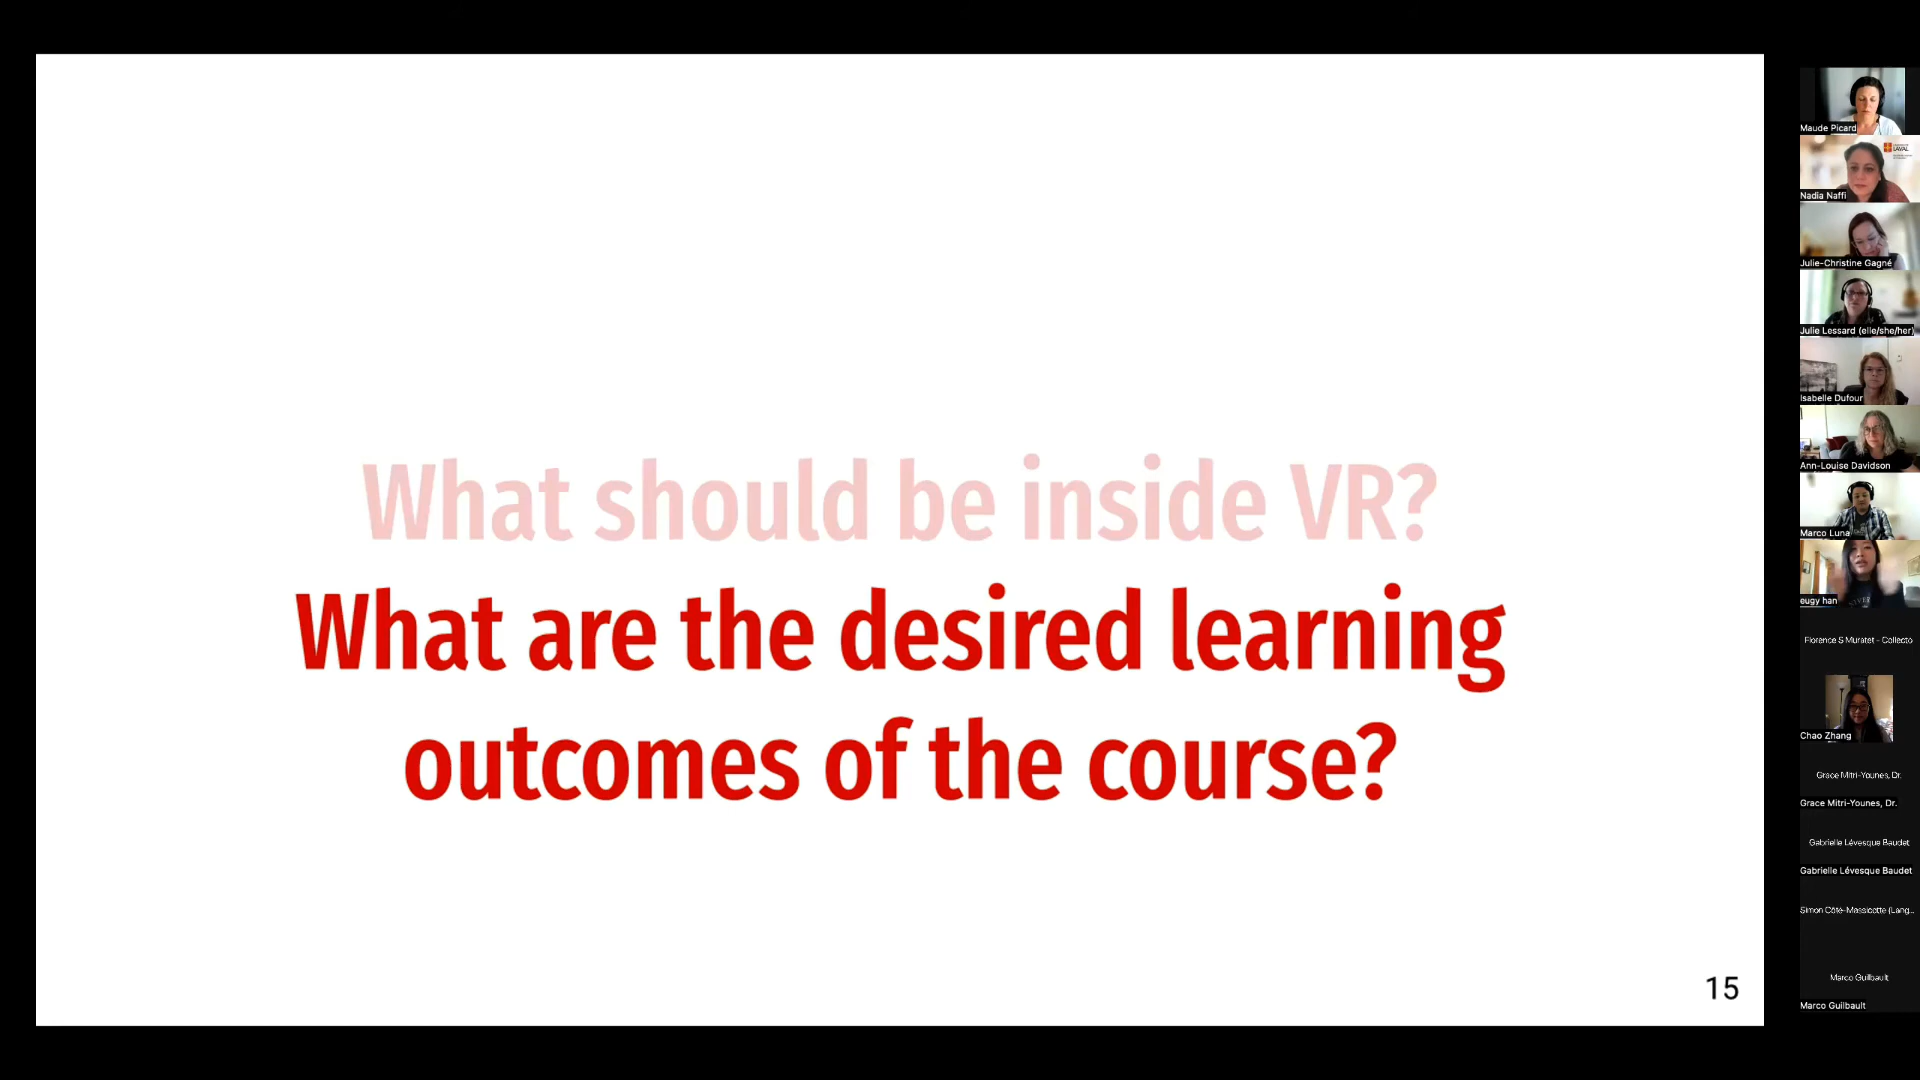 What should be inside VR?
What are the desired learning
outcomes of the course?
15
Maude Picard
LAVAL
Nadia Naffi
Julie-Christine Gagné
Julie Lessard (elle/she/her)
Isabelle Dufour
Ann-Louise Davidson
Marco Luna
eugy han
Florence S Muratet - Collecto
Chao Zhang
Grace Mitri-Younes, Dr.
Grace Mitri-Younes, Dr.
Gabrielle Lévesque Baudet
Gabrielle Lévesque Baudet
Simon Côté-Massicotte (Lang...
Marco Guilbault
Marco Guilbault